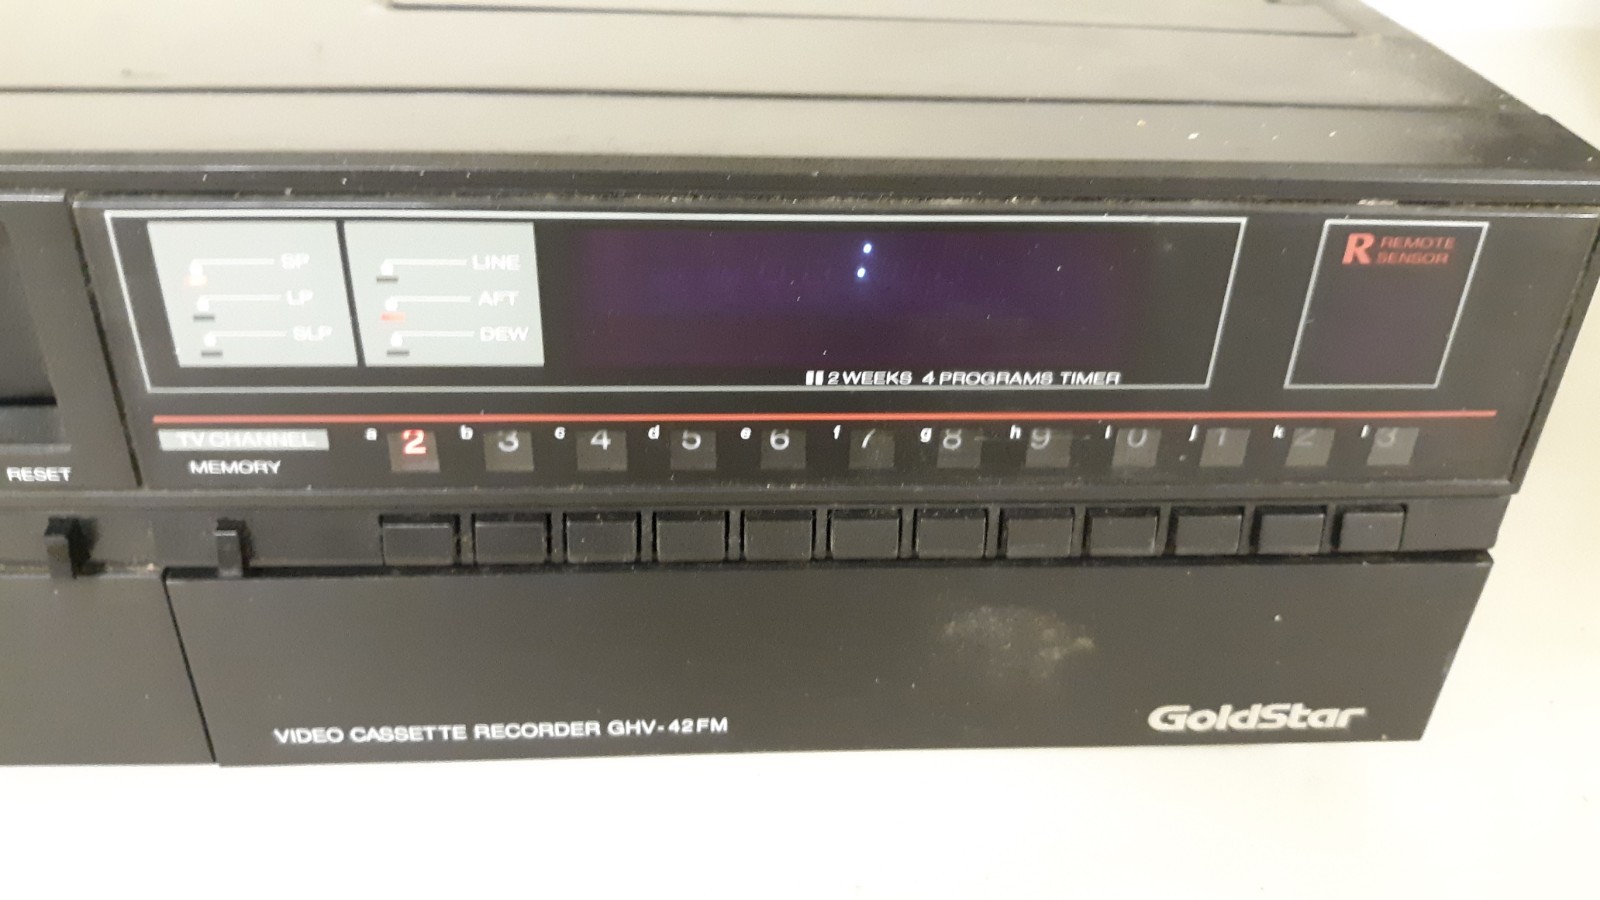 SP
LP
SLP
LINE
AFT
DEW
2 WEEKS 4 PROGRAMS TIMER
R REMOTE
SENSOR
TV CHANNEL
a 2 b 3 c 4 d 5 e 6 f 7 g 8 h 9 i 0 j 1 k 2 l 3
RESET
MEMORY
VIDEO CASSETTE RECORDER GHV-42FM
GoldStar